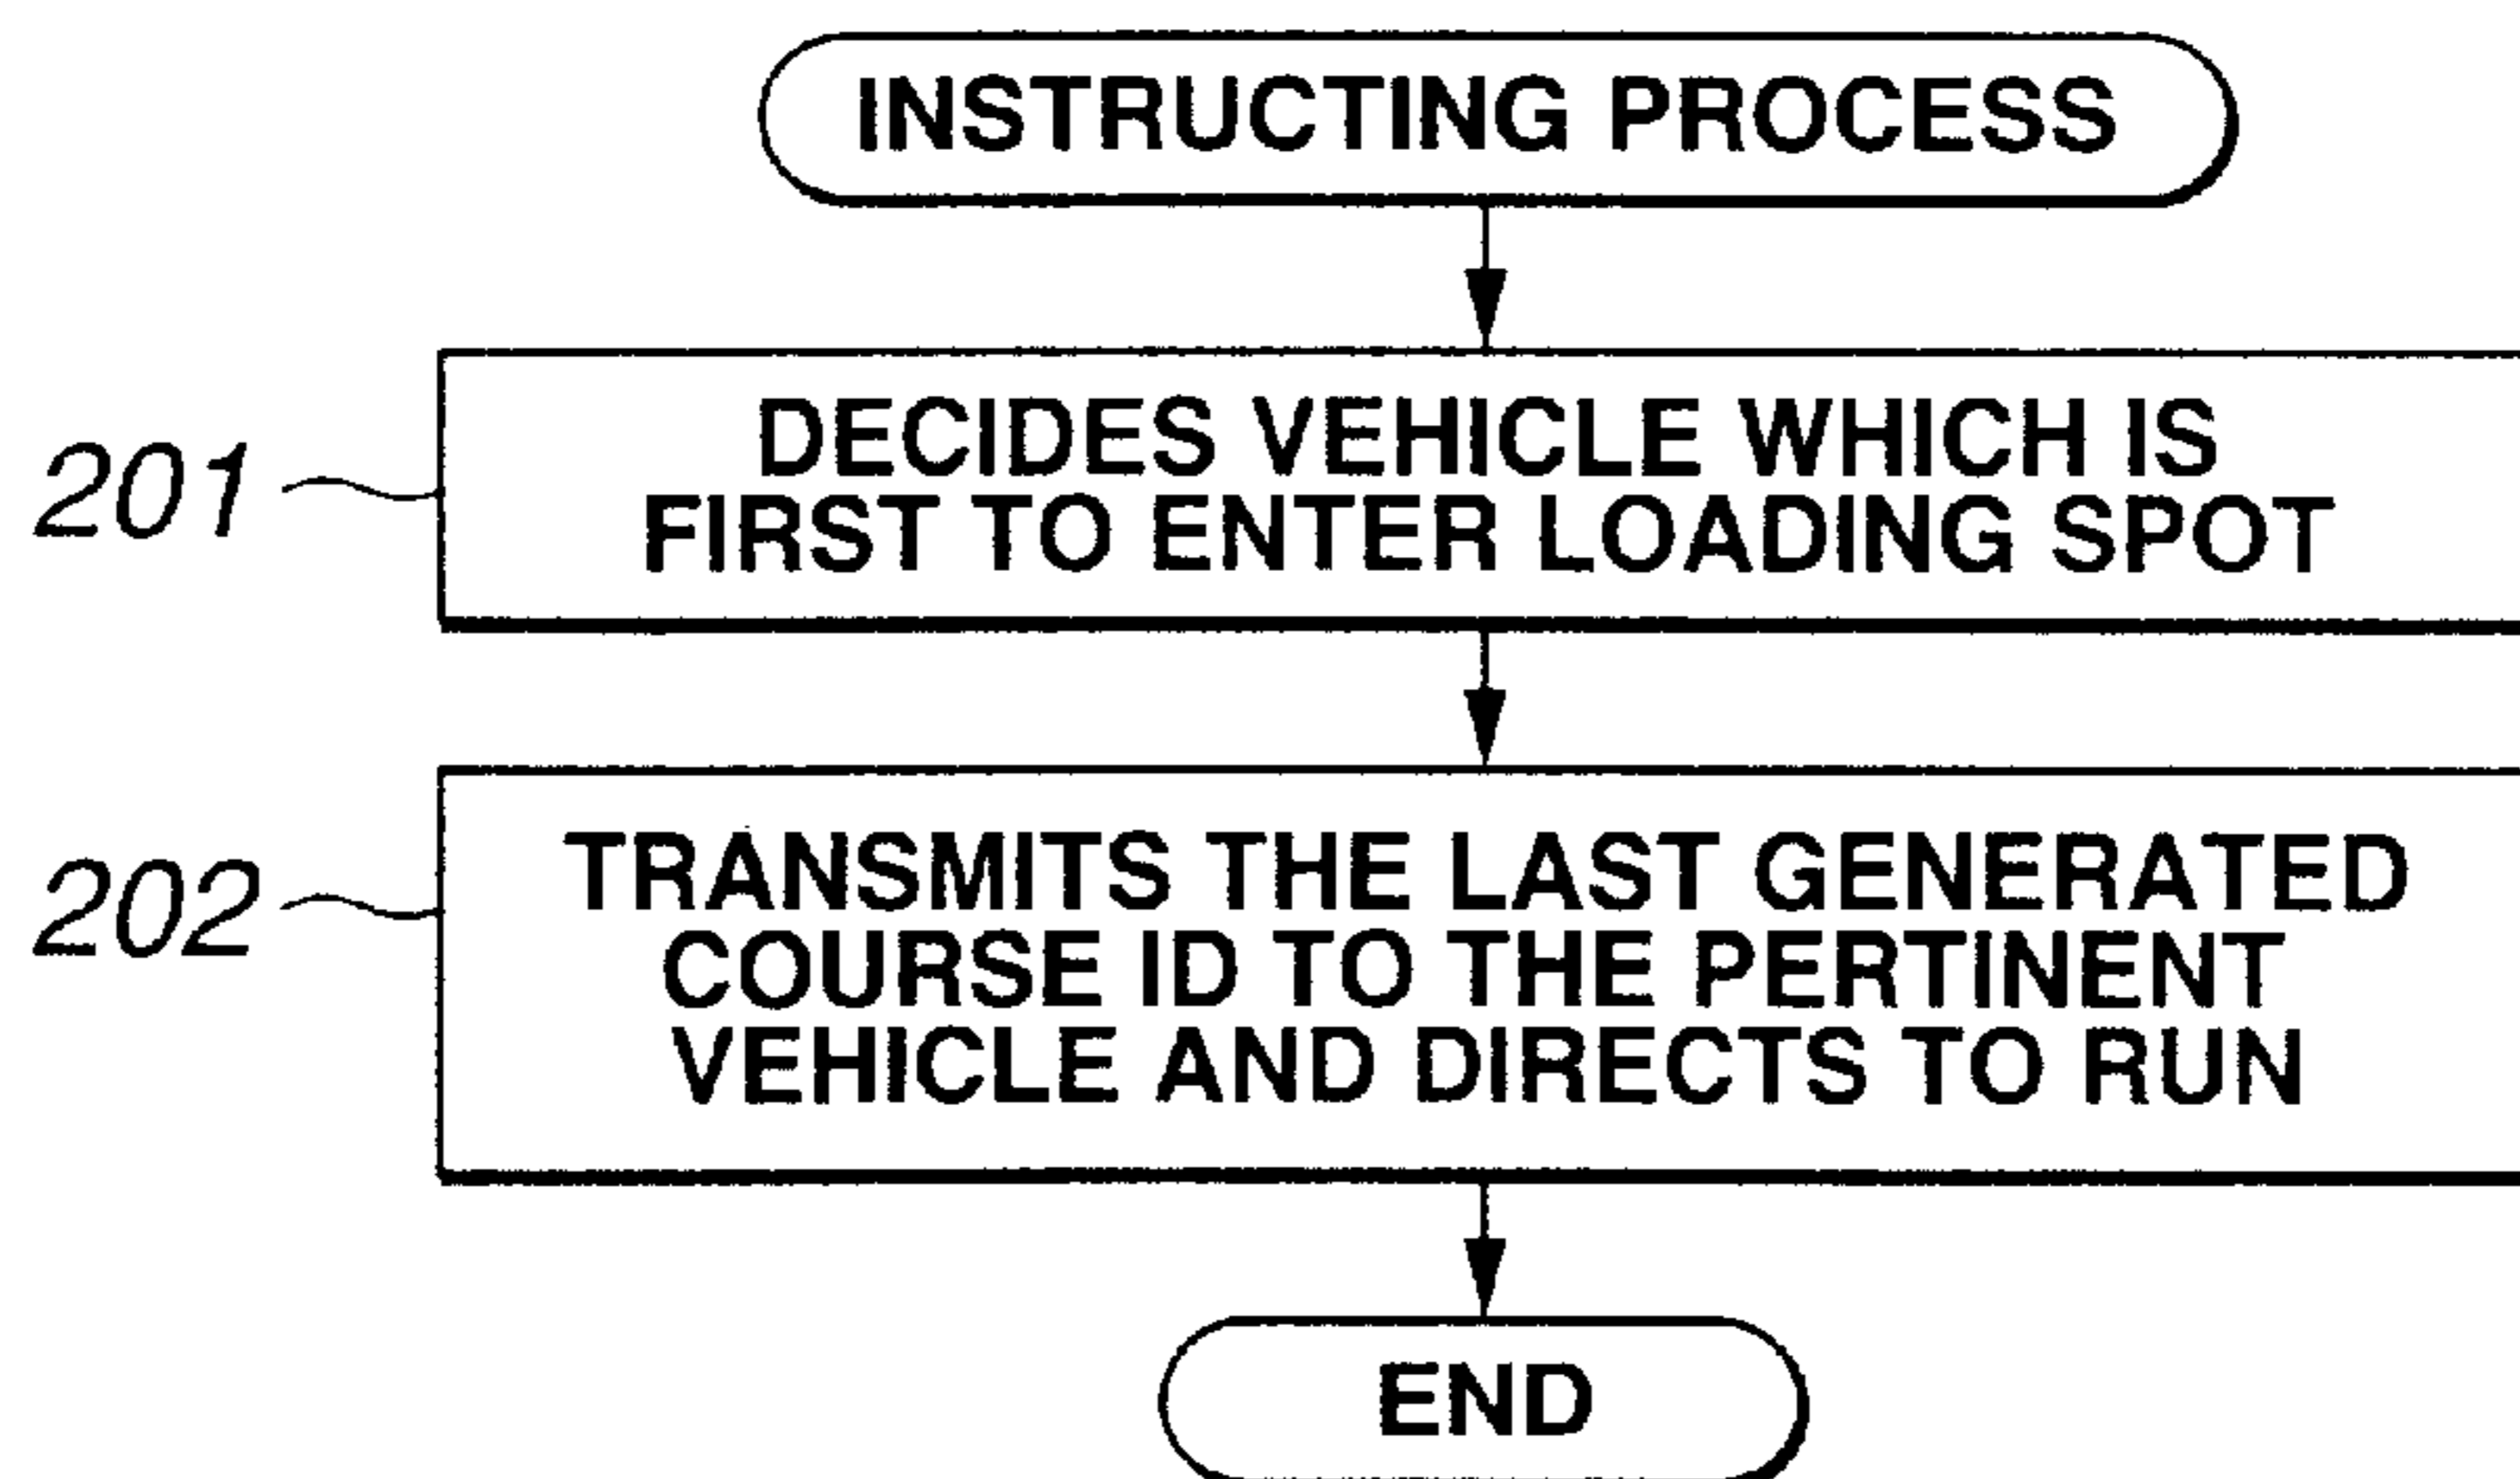 INSTRUCTING PROCESS
201
DECIDES VEHICLE WHICH IS
FIRST TO ENTER LOADING SPOT
202
TRANSMITS THE LAST GENERATED
COURSE ID TO THE PERTINENT
VEHICLE AND DIRECTS TO RUN
END